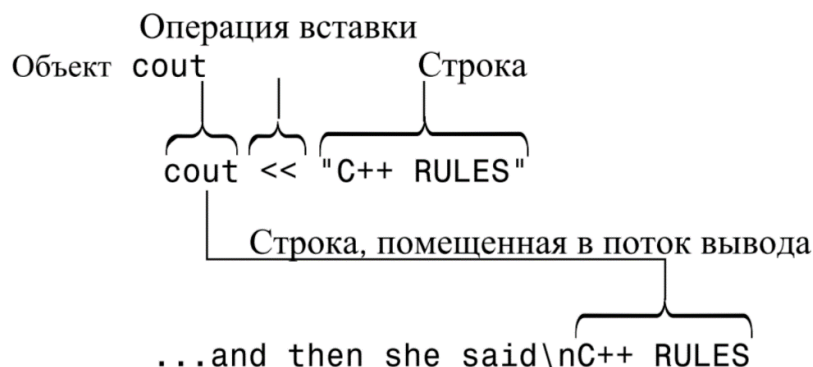 Операция вставки
Объект cout Строка
cout << "C++ RULES"
Строка, помещенная в поток вывода
...and then she said\nC++ RULES